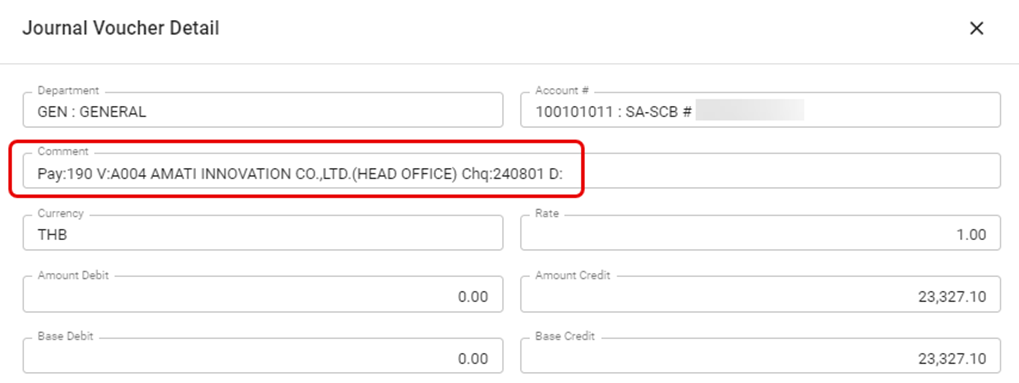 Journal Voucher Detail
Department
GEN : GENERAL
Account #
100101011 : SA-SCB #
Comment
Pay:190 V:A004 AMATI INNOVATION CO.,LTD.(HEAD OFFICE) Chq:240801 D:
Currency
THB
Rate
1.00
Amount Debit
0.00
Amount Credit
23,327.10
Base Debit
0.00
Base Credit
23,327.10